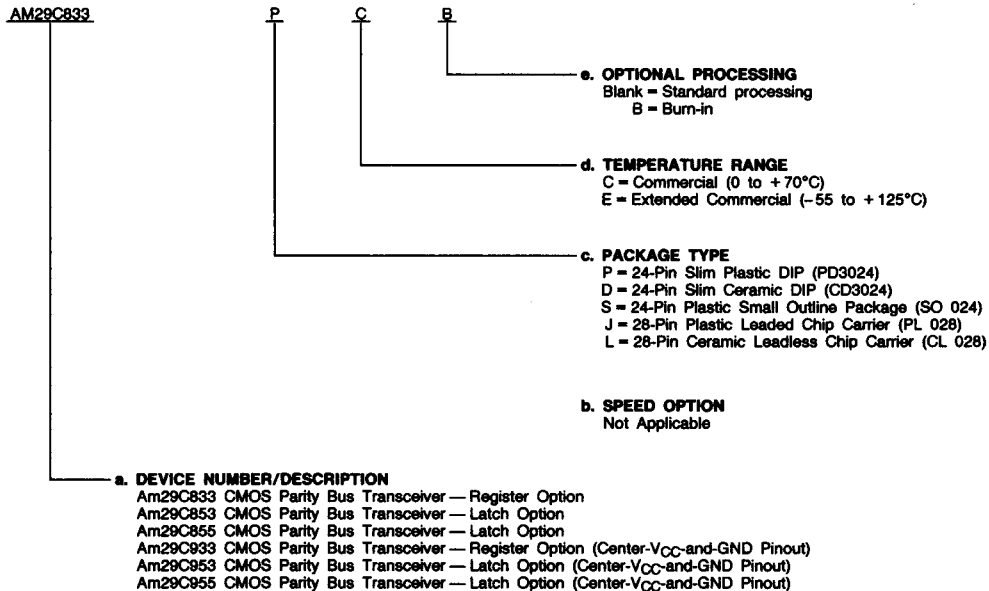 AM29C833 P C B
e. OPTIONAL PROCESSING
Blank = Standard processing
B = Burn-in
d. TEMPERATURE RANGE
C = Commercial (0 to +70°C)
E = Extended Commercial (–55 to +125°C)
c. PACKAGE TYPE
P = 24-Pin Slim Plastic DIP (PD3024)
D = 24-Pin Slim Ceramic DIP (CD3024)
S = 24-Pin Plastic Small Outline Package (SO 024)
J = 28-Pin Plastic Leaded Chip Carrier (PL 028)
L = 28-Pin Ceramic Leadless Chip Carrier (CL 028)
b. SPEED OPTION
Not Applicable
a. DEVICE NUMBER/DESCRIPTION
Am29C833 CMOS Parity Bus Transceiver — Register Option
Am29C853 CMOS Parity Bus Transceiver — Latch Option
Am29C855 CMOS Parity Bus Transceiver — Latch Option
Am29C933 CMOS Parity Bus Transceiver — Register Option (Center-VCC-and-GND Pinout)
Am29C953 CMOS Parity Bus Transceiver — Latch Option (Center-VCC-and-GND Pinout)
Am29C955 CMOS Parity Bus Transceiver — Latch Option (Center-VCC-and-GND Pinout)